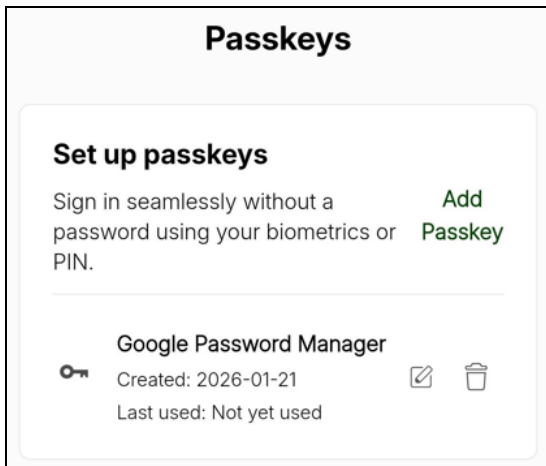 Passkeys
Set up passkeys
Sign in seamlessly without a
password using your biometrics or
PIN.
Add
Passkey
Google Password Manager
Created: 2026-01-21
Last used: Not yet used